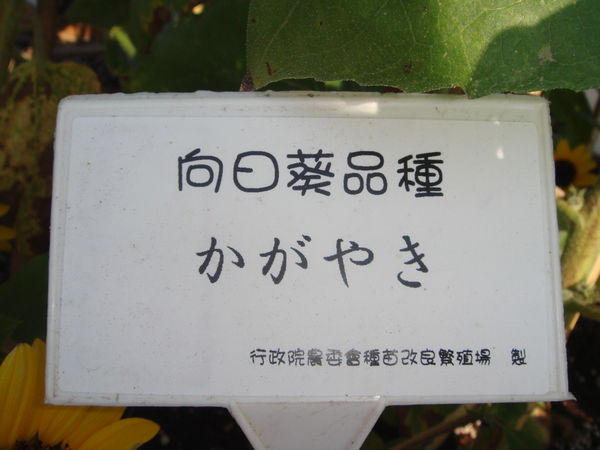 向日葵品種
かがやき
行政院農委會種苗改良繁殖場 製